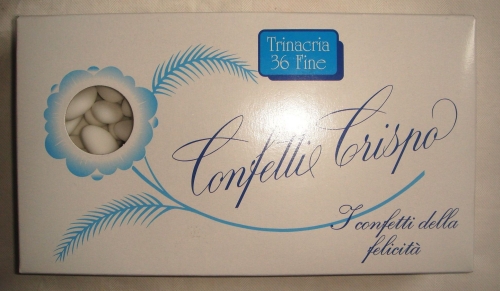 Trinacria
36 Fine
Confetti Crispo
I confetti della
felicità